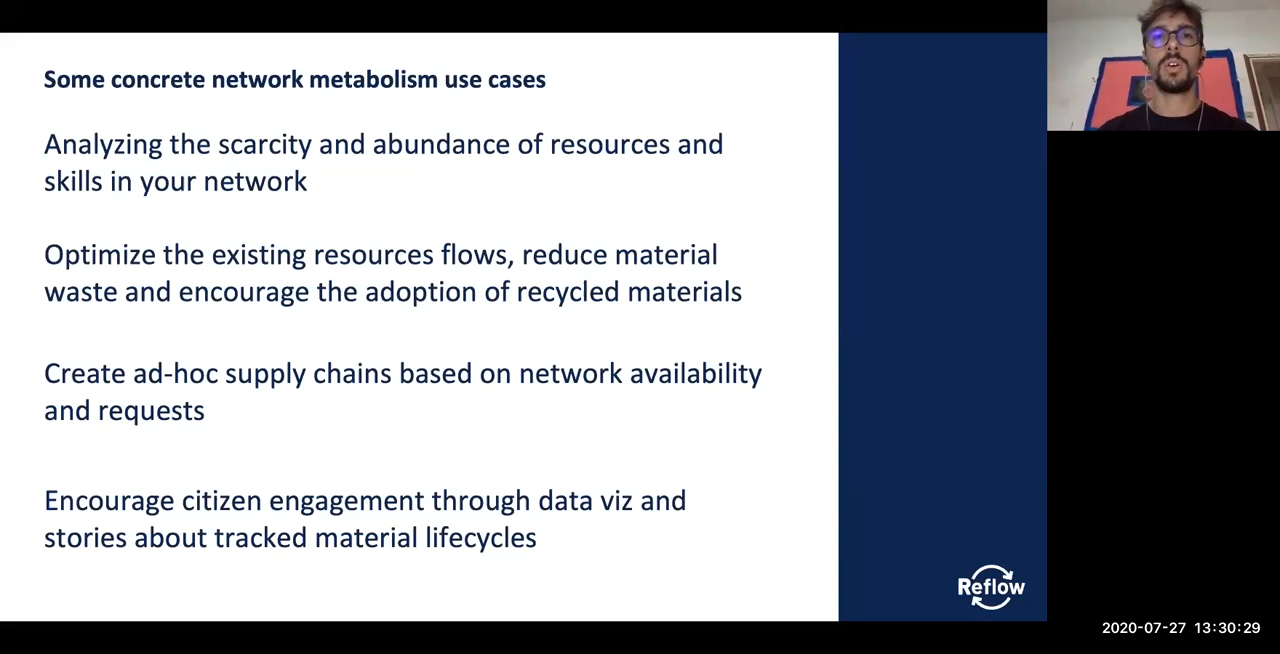 Some concrete network metabolism use cases
Analyzing the scarcity and abundance of resources and
skills in your network
Optimize the existing resources flows, reduce material
waste and encourage the adoption of recycled materials
Create ad-hoc supply chains based on network availability
and requests
Encourage citizen engagement through data viz and
stories about tracked material lifecycles
Reflow
2020-07-27 13:30:29